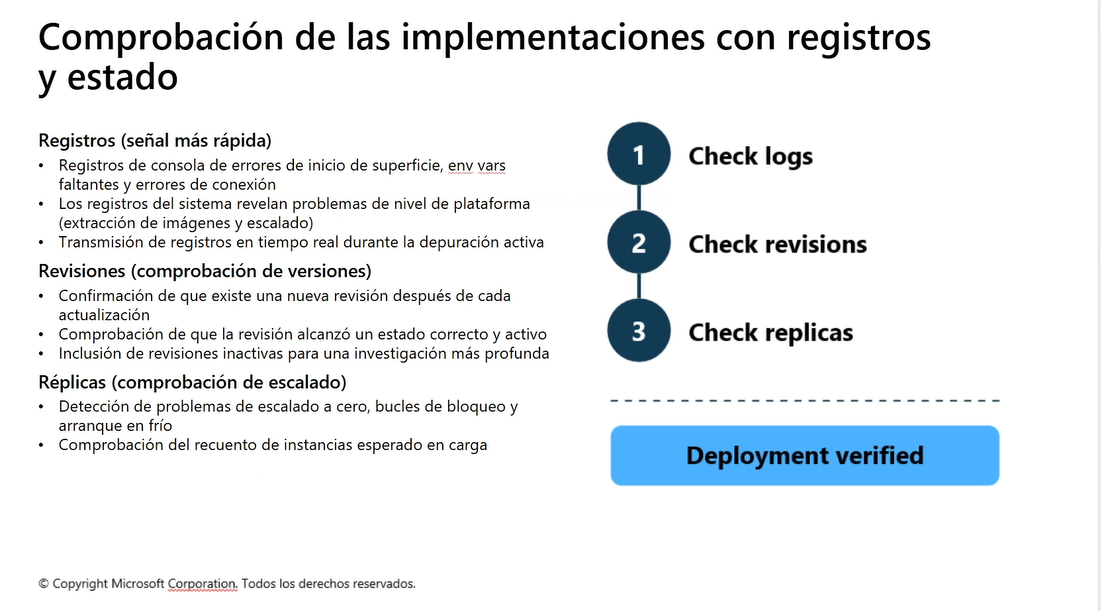 Comprobación de las implementaciones con registros
y estado
Registros (señal más rápida)
• Registros de consola de errores de inicio de superficie, env vars
faltantes y errores de conexión
• Los registros del sistema revelan problemas de nivel de plataforma
(extracción de imágenes y escalado)
• Transmisión de registros en tiempo real durante la depuración activa
Revisiones (comprobación de versiones)
• Confirmación de que existe una nueva revisión después de cada
actualización
• Comprobación de que la revisión alcanzó un estado correcto y activo
• Inclusión de revisiones inactivas para una investigación más profunda
Réplicas (comprobación de escalado)
• Detección de problemas de escalado a cero, bucles de bloqueo y
arranque en frío
• Comprobación del recuento de instancias esperado en carga
1 Check logs
2 Check revisions
3 Check replicas
Deployment verified
© Copyright Microsoft Corporation. Todos los derechos reservados.